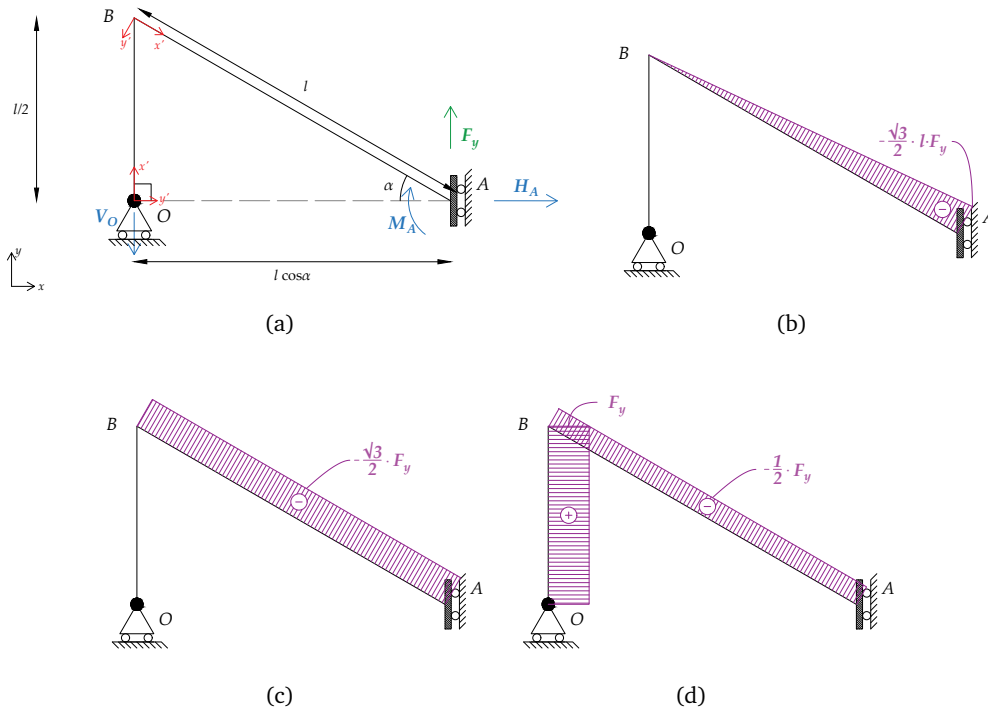 B
y′
x′
l/2
l
F_y
x′
α
A
H_A
V_O
y′
O
M_A
y
x
l cosα
(a)
B
-√3/2 · l·F_y
−
A
O
(b)
B
-√3/2 · F_y
−
A
O
(c)
F_y
B
-1/2 · F_y
−
+
A
O
(d)